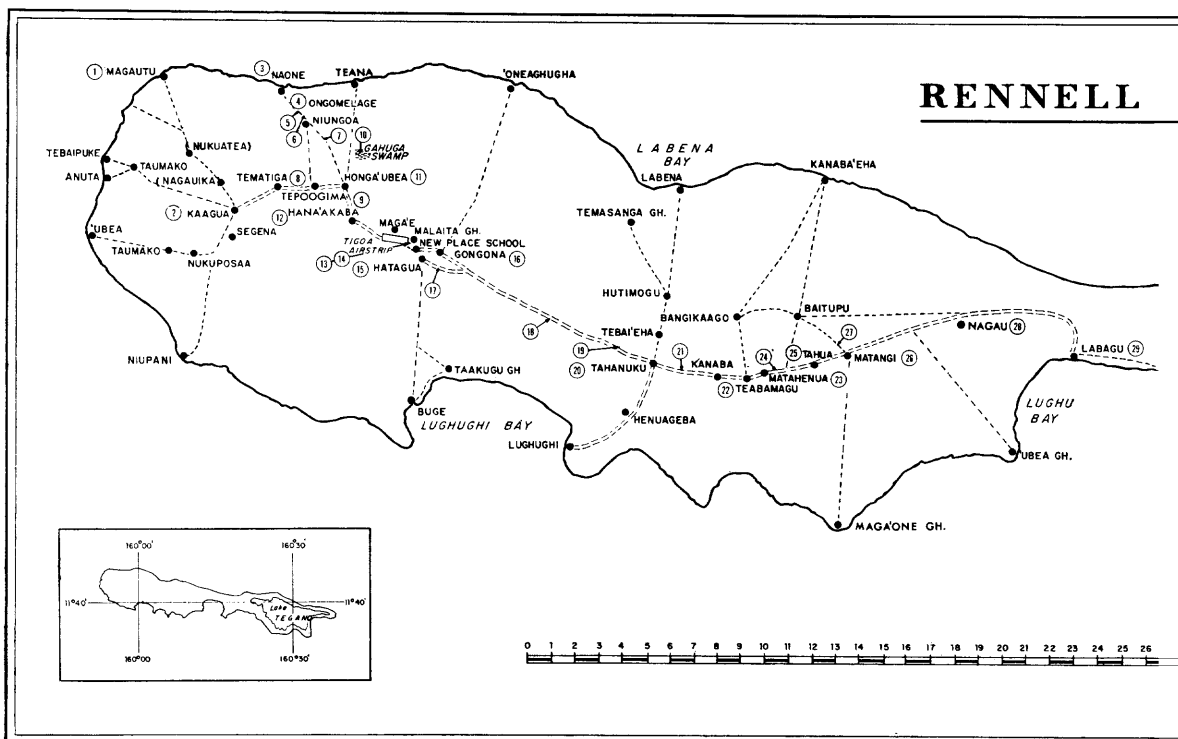 RENNELL
① MAGAUTU
③ NAONE
TEANA
'ONEAGHUGHA
④ ONGOMELAGE
⑤
⑥
NIUNGOA
⑦
⑩
GAHUGA
SWAMP
(NUKUATEA)
TEBAIPUKE
TAUMAKO
ANUTA
(NAGAUIKA)
TEMATIGA ⑧
HONGA'UBEA ⑪
TEPOOGIMA
⑨
② KAAGUA
⑫ HANA'AKABA
SEGENA
'UBEA
TAUMAKO
NUKUPOSAA
MAGA'E
MALAITA GH.
TIGOA
AIRSTRIP
NEW PLACE SCHOOL
GONGONA ⑯
⑬ ⑭ ⑮ HATAGUA
⑰
LABENA
BAY
LABENA
KANABA'EHA
TEMASANGA GH.
HUTIMOGU
BANGIKAAGO
BAITUPU
⑱
TEBAI'EHA
⑲
⑳ TAHANUKU
㉑
KANABA
㉒ TEABAMAGU
㉔
MATAHENUA ㉓
㉕ TAHUA
㉗
MATANGI ㉖
NAGAU ㉘
LABAGU ㉙
NIUPANI
TAAKUGU GH
BUGE
LUGHUGHI BAY
HENUAGEBA
LUGHUGHI
LUGHU
BAY
'UBEA GH.
MAGA'ONE GH.
160°00'
160°30'
11°40'
11°40'
Lake
TEGANO
160°00
160°30'
0 1 2 3 4 5 6 7 8 9 10 11 12 13 14 15 16 17 18 19 20 21 22 23 24 25 26